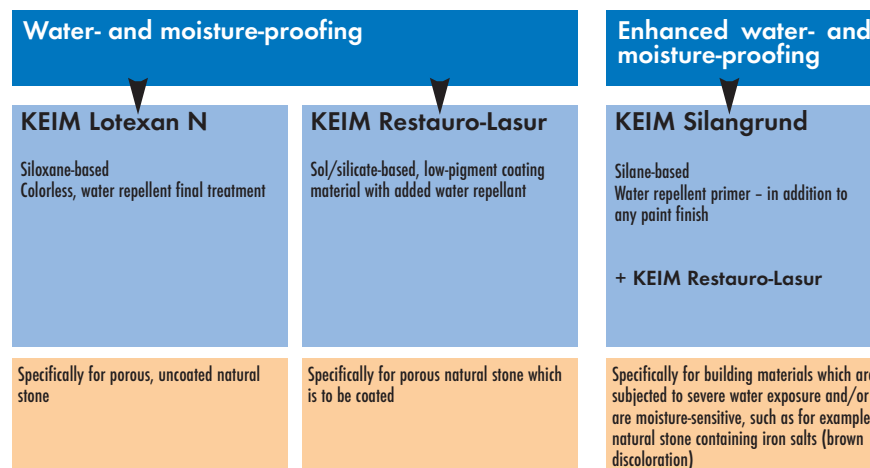 Water- and moisture-proofing
KEIM Lotexan N
Siloxane-based
Colorless, water repellent final treatment
Specifically for porous, uncoated natural
stone
KEIM Restauro-Lasur
Sol/silicate-based, low-pigment coating
material with added water repellant
Specifically for porous natural stone which
is to be coated
Enhanced water- and
moisture-proofing
KEIM Silangrund
Silane-based
Water repellent primer – in addition to
any paint finish
+ KEIM Restauro-Lasur
Specifically for building materials which are
subjected to severe water exposure and/or
are moisture-sensitive, such as for example
natural stone containing iron salts (brown
discoloration)